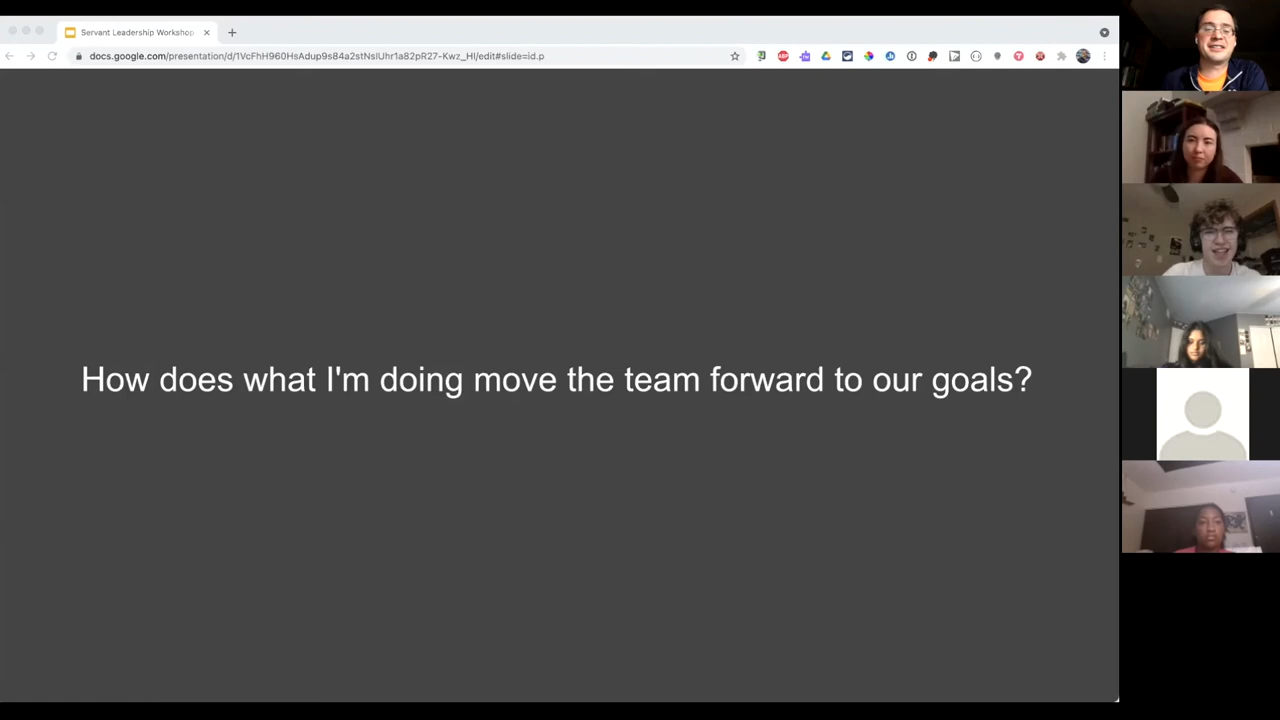 Servant Leadership Workshop
docs.google.com/presentation/d/1VcFhH960HsAdup9s84a2stNslUhr1a82pR27-Kwz_HI/edit#slide=id.p
How does what I'm doing move the team forward to our goals?